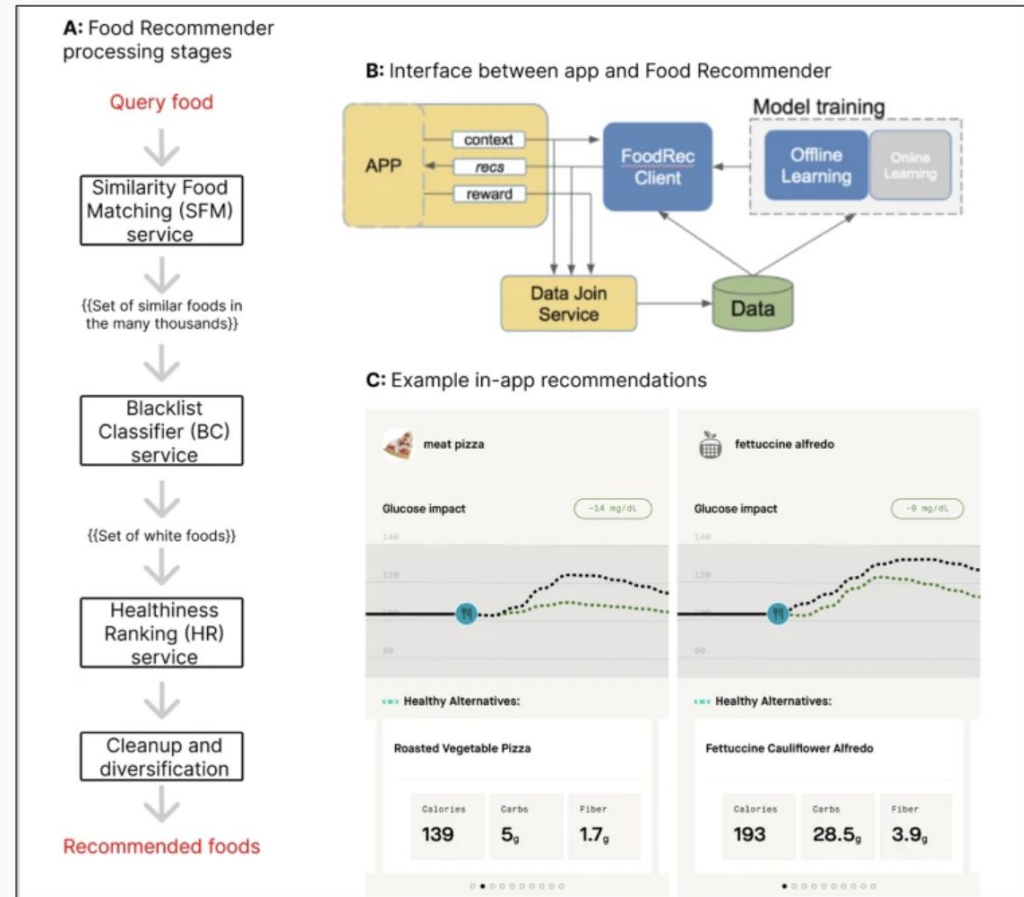 A: Food Recommender
processing stages
Query food
Similarity Food
Matching (SFM)
service
{{Set of similar foods in
the many thousands}}
Blacklist
Classifier (BC)
service
{{Set of white foods}}
Healthiness
Ranking (HR)
service
Cleanup and
diversification
Recommended foods
B: Interface between app and Food Recommender
APP
context
recs
reward
FoodRec
Client
Model training
Offline
Learning
Online
Learning
Data Join
Service
Data
C: Example in-app recommendations
meat pizza
Glucose impact
-14 mg/dL
140
120
100
80
Healthy Alternatives:
Roasted Vegetable Pizza
Calories
139
Carbs
5g
Fiber
1.7g
fettuccine alfredo
Glucose impact
-9 mg/dL
140
120
80
Healthy Alternatives:
Fettuccine Cauliflower Alfredo
Calories
193
Carbs
28.5g
Fiber
3.9g